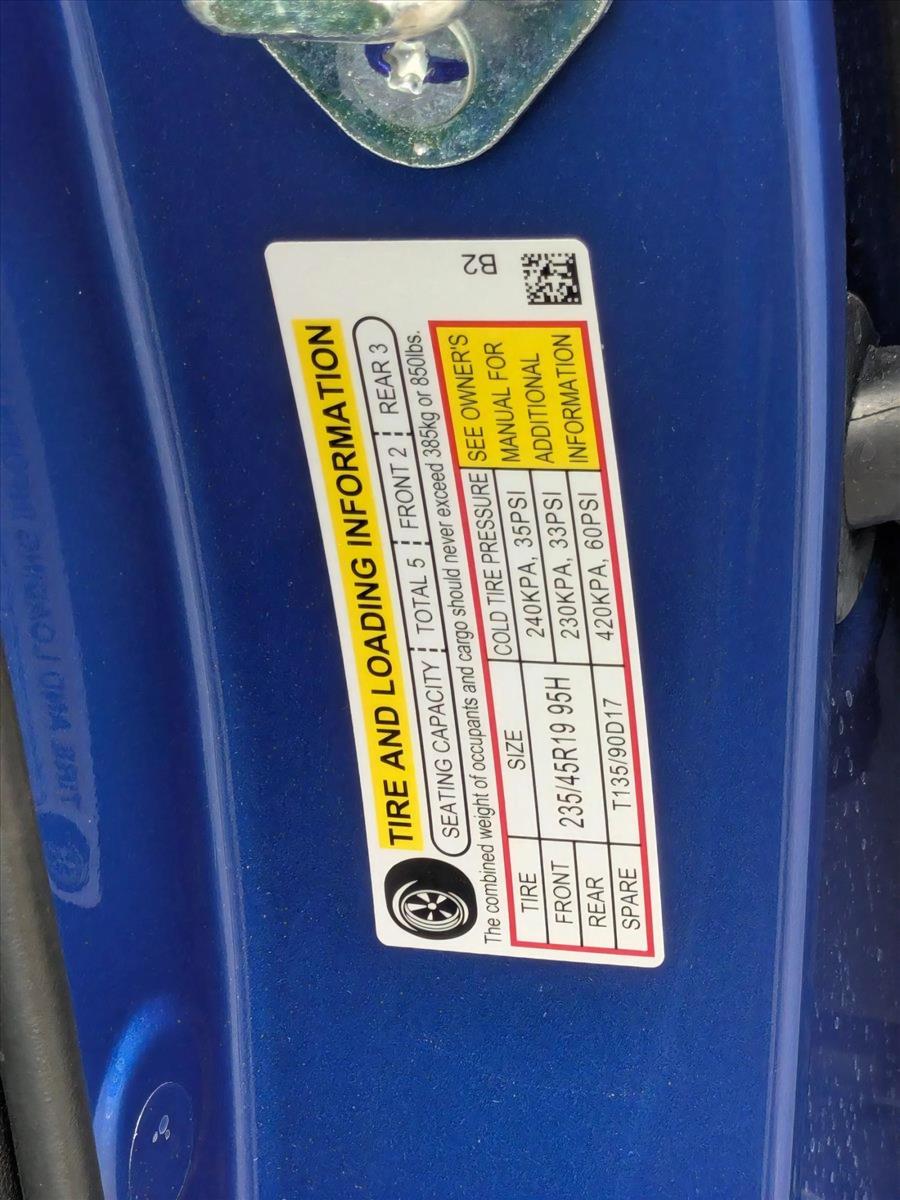 B2
TIRE AND LOADING INFORMATION
SEATING CAPACITY TOTAL 5 FRONT 2 REAR 3
The combined weight of occupants and cargo should never exceed 385kg or 850lbs.
TIRE SIZE COLD TIRE PRESSURE
FRONT 235/45R19 95H 240KPA, 35PSI
REAR 230KPA, 33PSI
SPARE T135/90D17 420KPA, 60PSI
SEE OWNER'S
MANUAL FOR
ADDITIONAL
INFORMATION